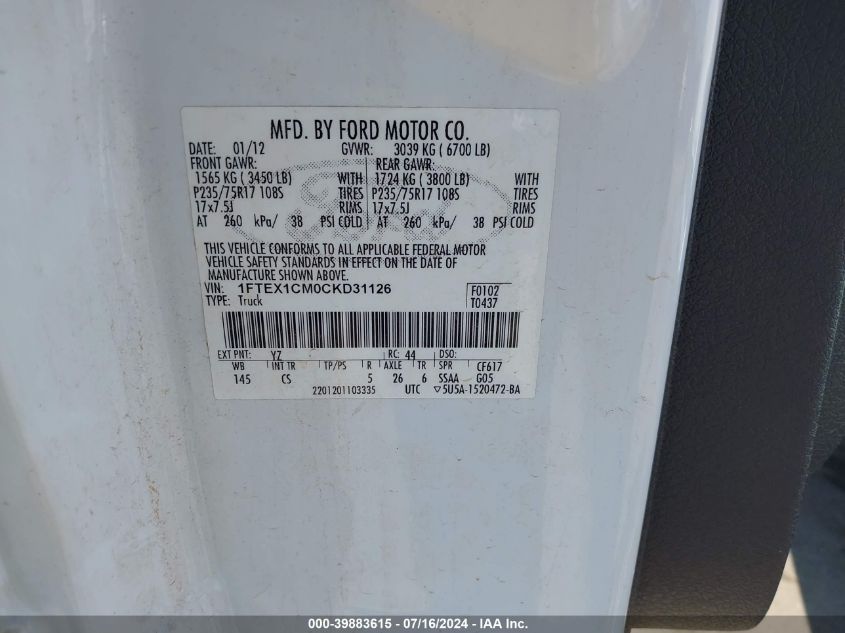 MFD. BY FORD MOTOR CO.
DATE: 01/12 GVWR: 3039 KG ( 6700 LB)
FRONT GAWR: REAR GAWR:
1565 KG ( 3450 LB) WITH 1724 KG ( 3800 LB) WITH
P235/75R17 108S TIRES P235/75R17 108S TIRES
17x7.5J RIMS 17x7.5J RIMS
AT 260 kPa/ 38 PSI COLD AT 260 kPa/ 38 PSI COLD
Ford
THIS VEHICLE CONFORMS TO ALL APPLICABLE FEDERAL MOTOR
VEHICLE SAFETY STANDARDS IN EFFECT ON THE DATE OF
MANUFACTURE SHOWN ABOVE.
VIN: 1FTEX1CM0CKD31126 F0102
TYPE: Truck T0437
EXT PNT: YZ RC: 44 DSO:
WB INT TR TP/PS R AXLE TR SPR CF617
145 CS 5 26 6 SSAA G05
2201201103335 UTC ▽5U5A-1520472-BA
000-39883615 / 07/16/2024 - IAA Inc.